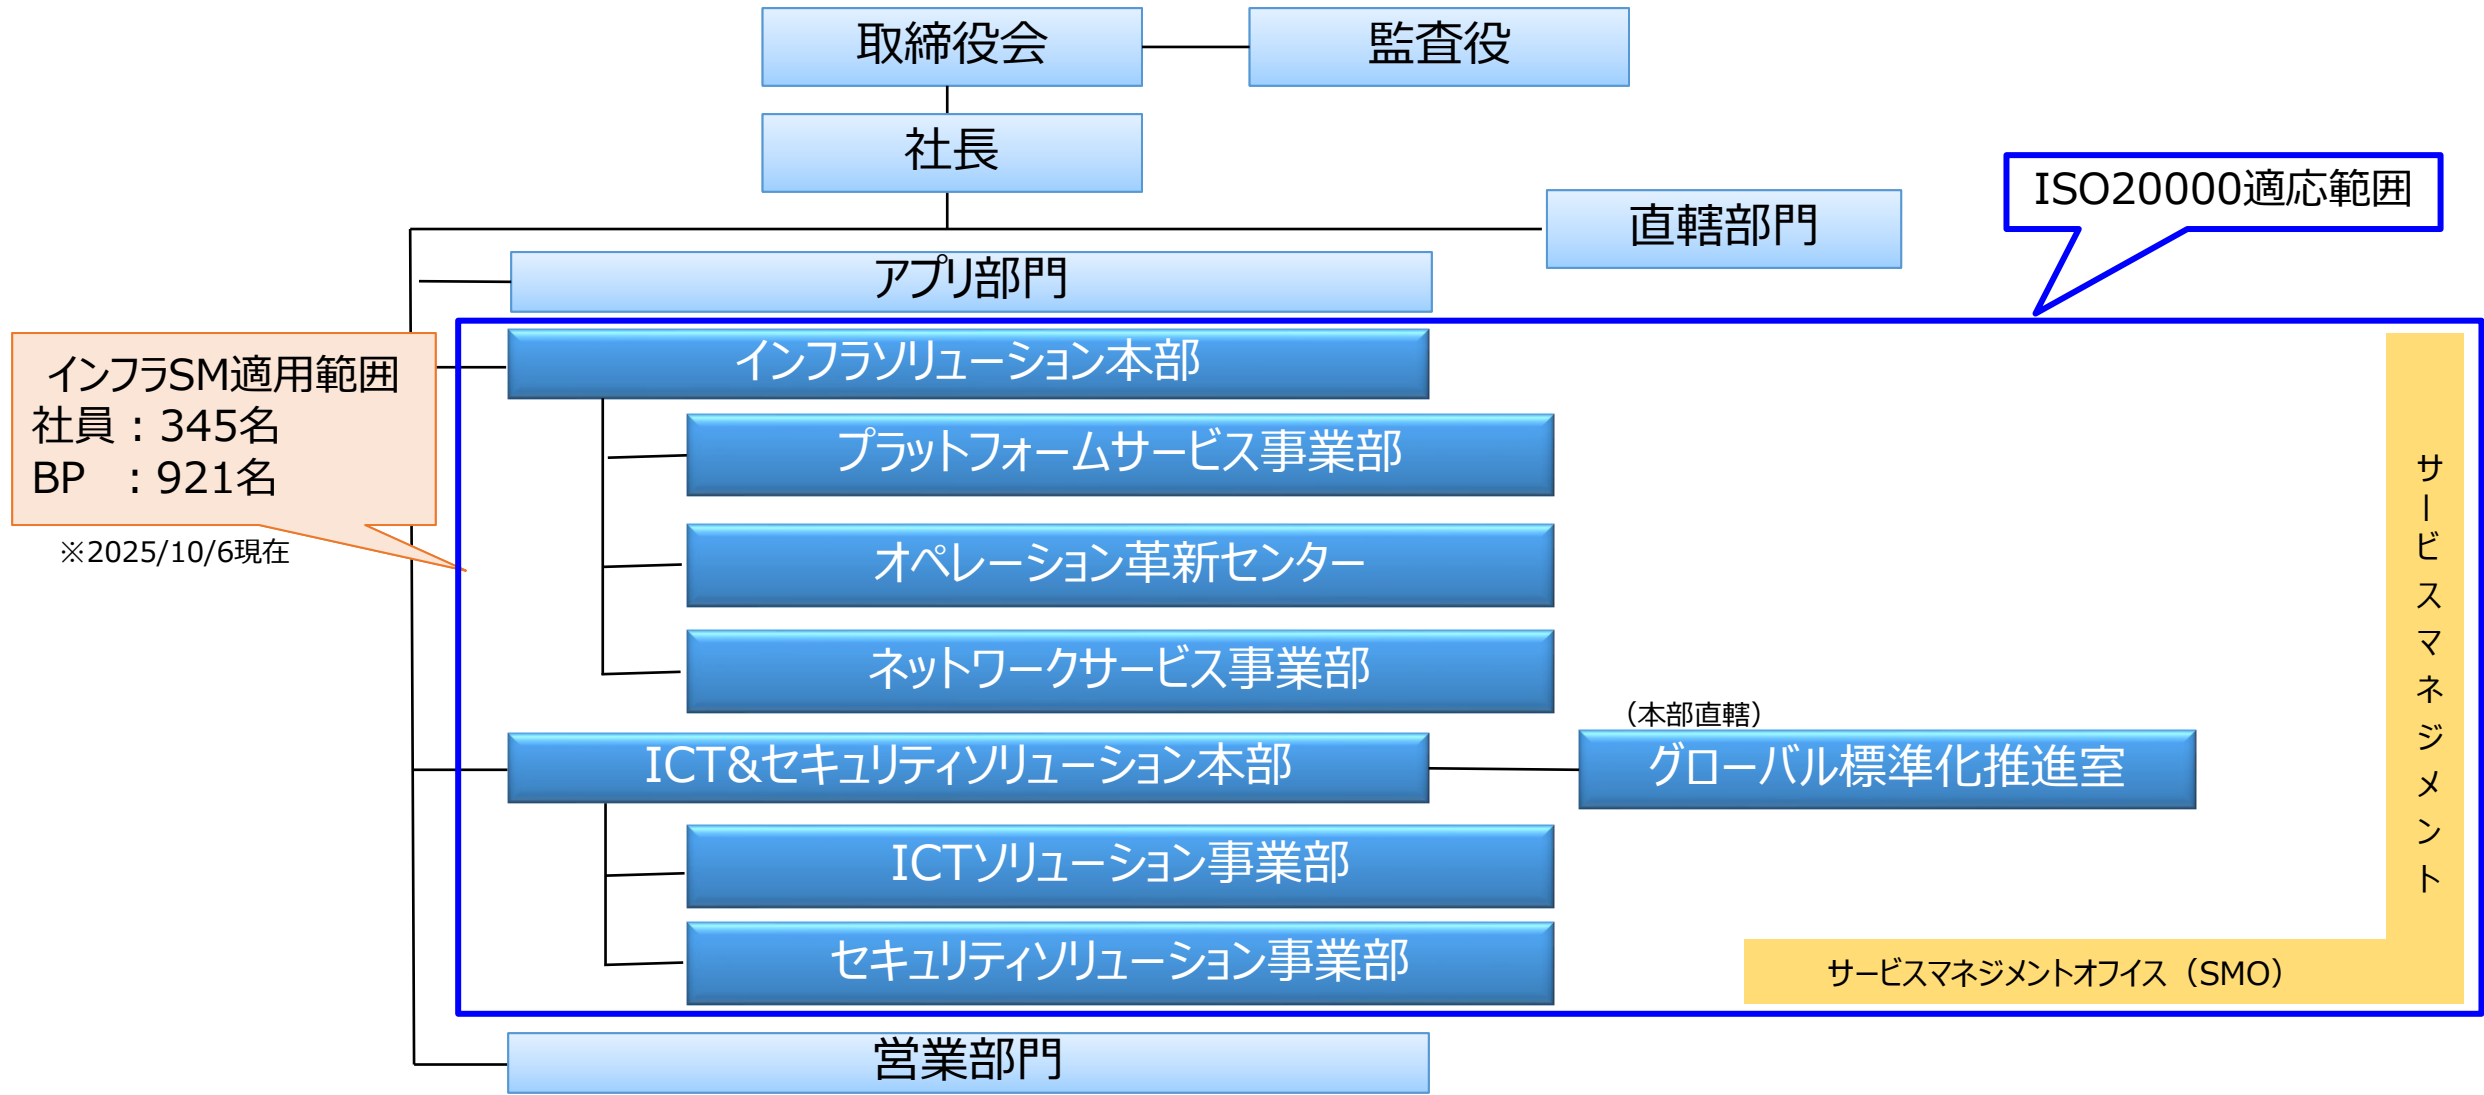 取締役会
監査役
社長
直轄部門
ISO20000適応範囲
アプリ部門
インフラSM適用範囲
社員：345名
BP　：921名
※2025/10/6現在
インフラソリューション本部
プラットフォームサービス事業部
オペレーション革新センター
ネットワークサービス事業部
ICT&セキュリティソリューション本部
（本部直轄）
グローバル標準化推進室
ICTソリューション事業部
セキュリティソリューション事業部
サービスマネジメント
サービスマネジメントオフイス（SMO）
営業部門